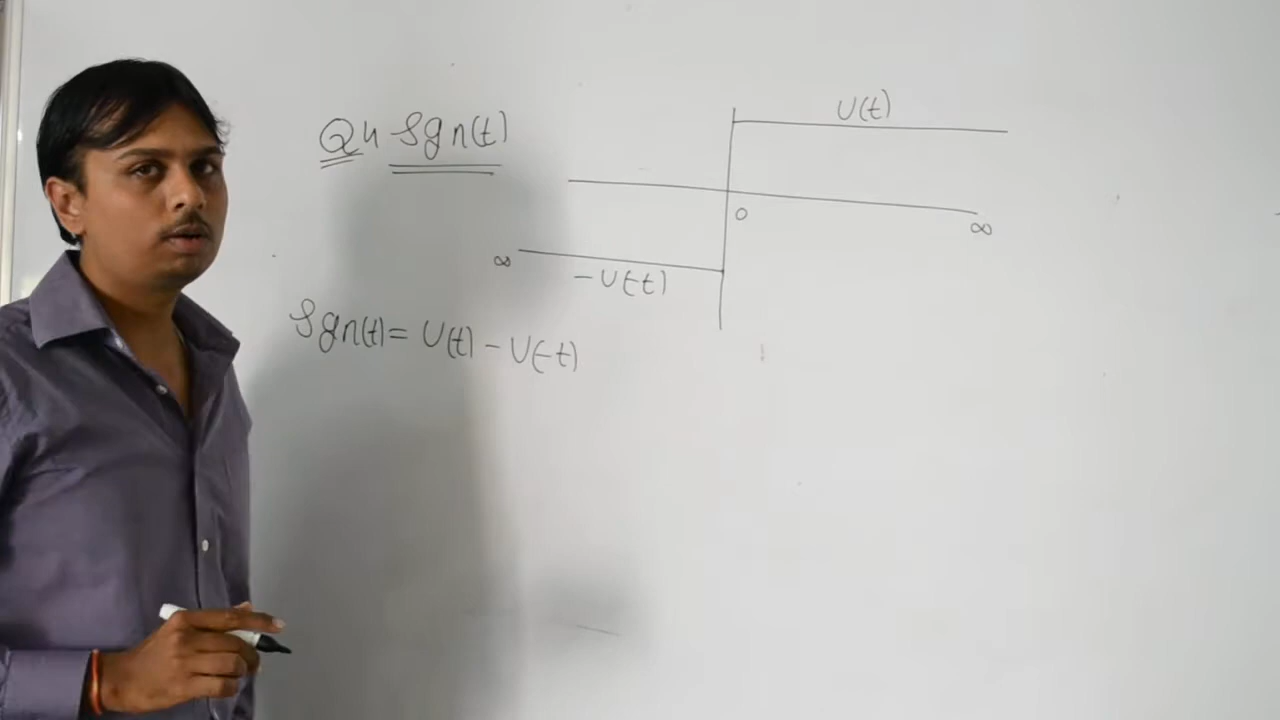 Q4 Sgn(t)
U(t)
0
∞
∞
-U(-t)
Sgn(t)= U(t) - U(-t)